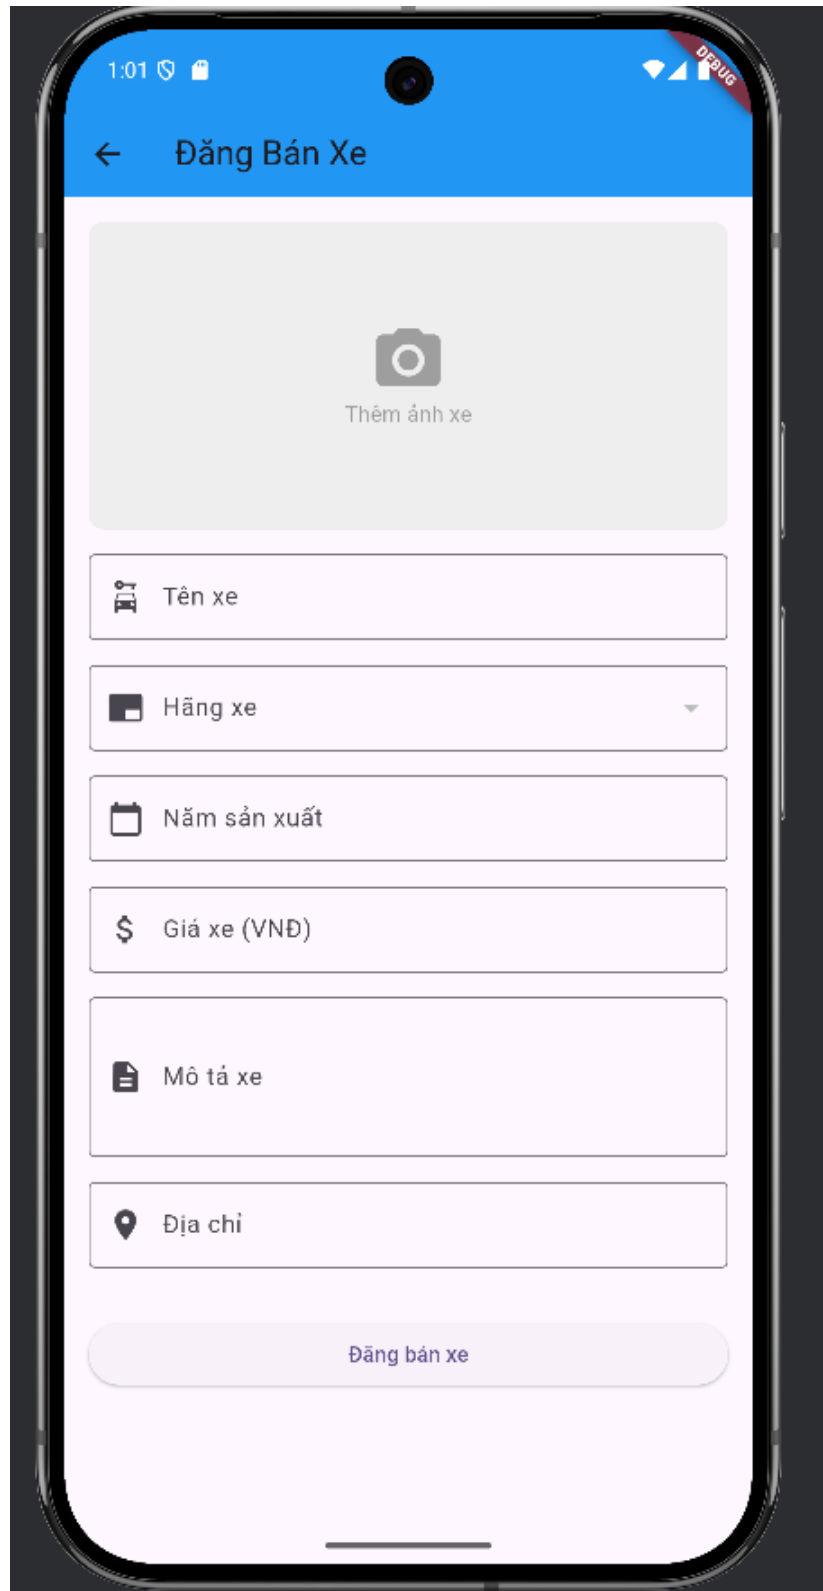 1:01
DEBUG
Đăng Bán Xe
Thêm ảnh xe
Tên xe
Hãng xe
Năm sản xuất
Giá xe (VNĐ)
Mô tả xe
Địa chỉ
Đăng bán xe